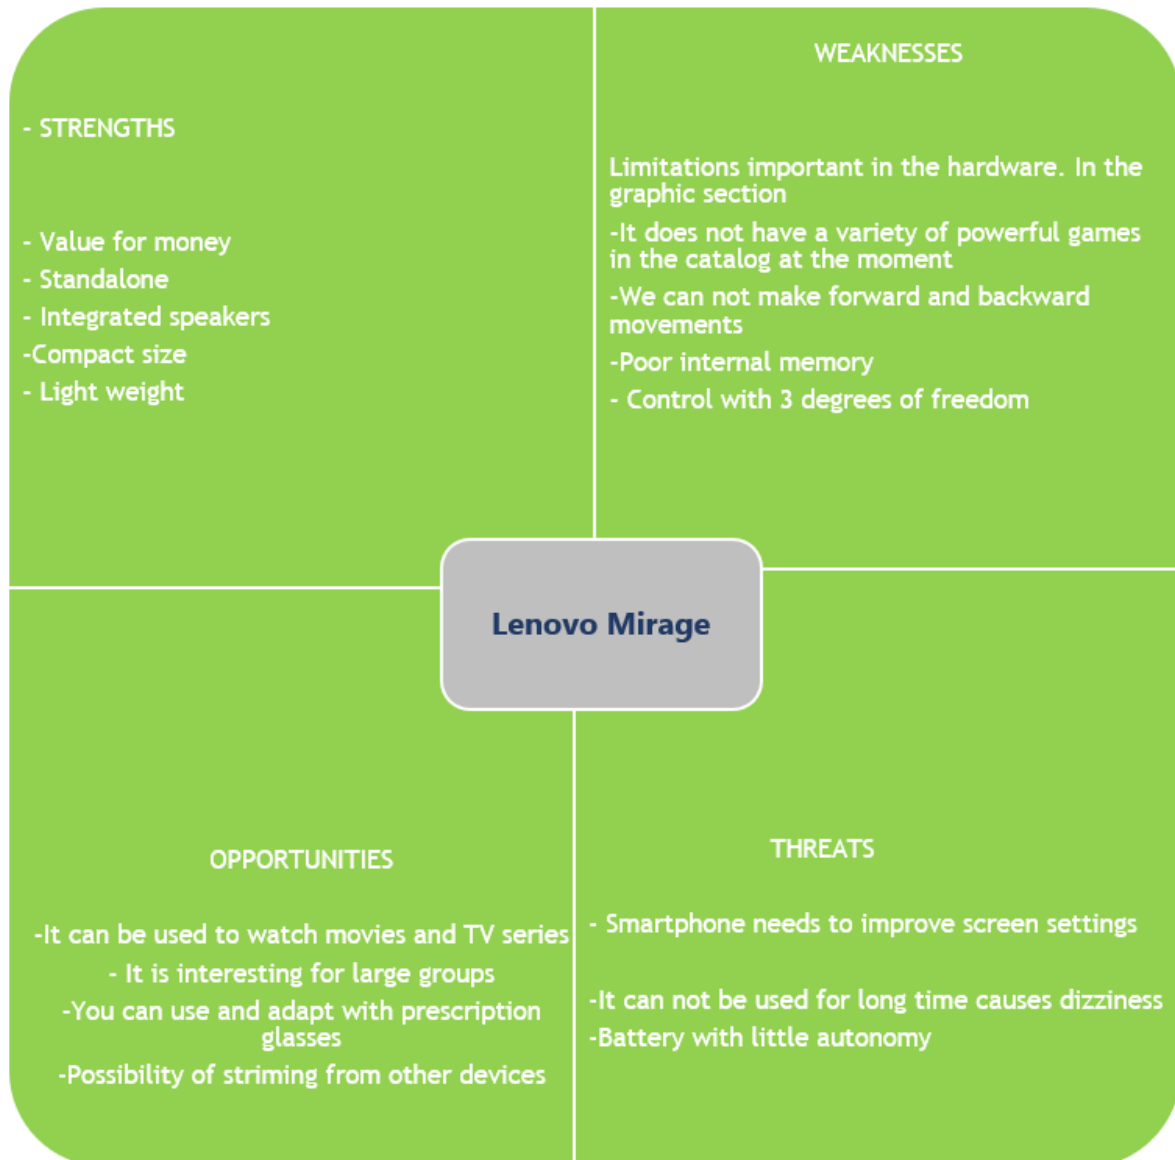 - STRENGTHS
- Value for money
- Standalone
- Integrated speakers
-Compact size
- Light weight
WEAKNESSES
Limitations important in the hardware. In the
graphic section
-It does not have a variety of powerful games
in the catalog at the moment
-We can not make forward and backward
movements
-Poor internal memory
- Control with 3 degrees of freedom
Lenovo Mirage
OPPORTUNITIES
-It can be used to watch movies and TV series
- It is interesting for large groups
-You can use and adapt with prescription
glasses
-Possibility of striming from other devices
THREATS
- Smartphone needs to improve screen settings
-It can not be used for long time causes dizziness
-Battery with little autonomy